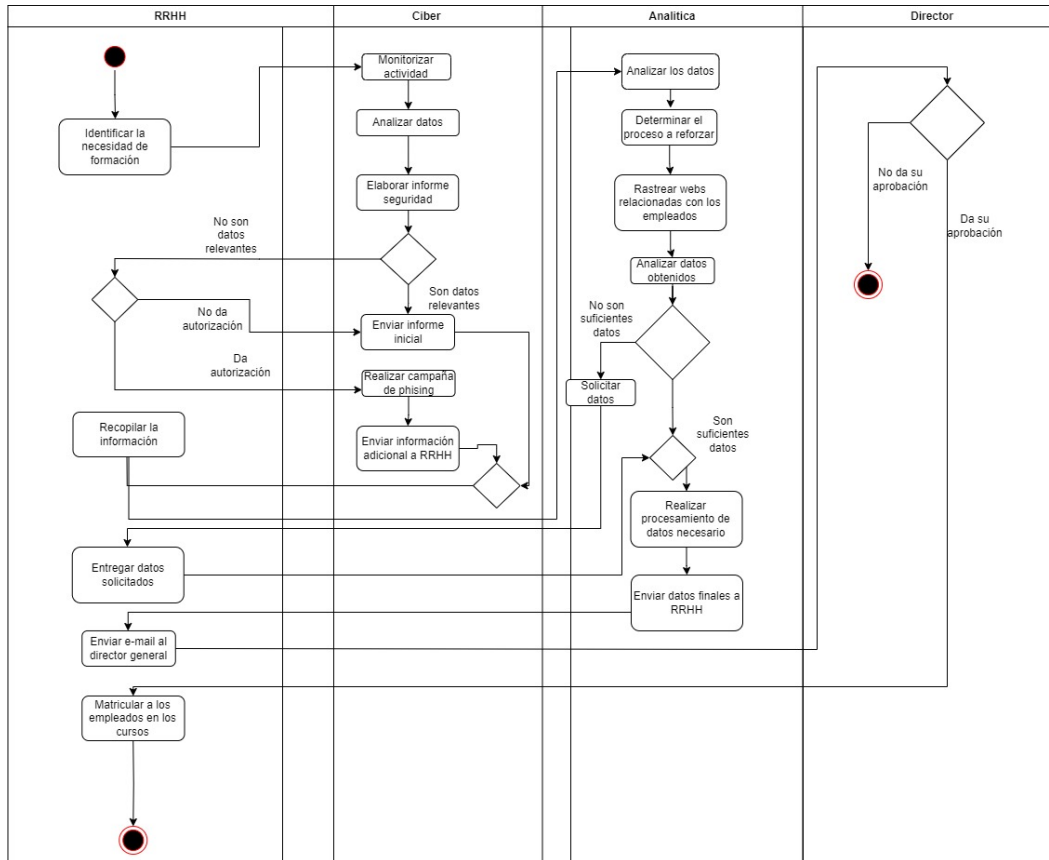 RRHH
Ciber
Analitica
Director
Identificar la
necesidad de
formación
Monitorizar
actividad
Analizar datos
Elaborar informe
seguridad
No son
datos
relevantes
Son datos
relevantes
No da
autorización
Enviar informe
inicial
Da
autorización
Realizar campaña
de phising
Recopilar la
información
Enviar información
adicional a RRHH
Analizar los datos
Determinar el
proceso a reforzar
Rastrear webs
relacionadas con los
empleados
Analizar datos
obtenidos
No son
suficientes
datos
Solicitar
datos
Son
suficientes
datos
Realizar
procesamiento de
datos necesario
Entregar datos
solicitados
Enviar datos finales a
RRHH
Enviar e-mail al
director general
No da su
aprobación
Da su
aprobación
Matricular a los
empleados en los
cursos